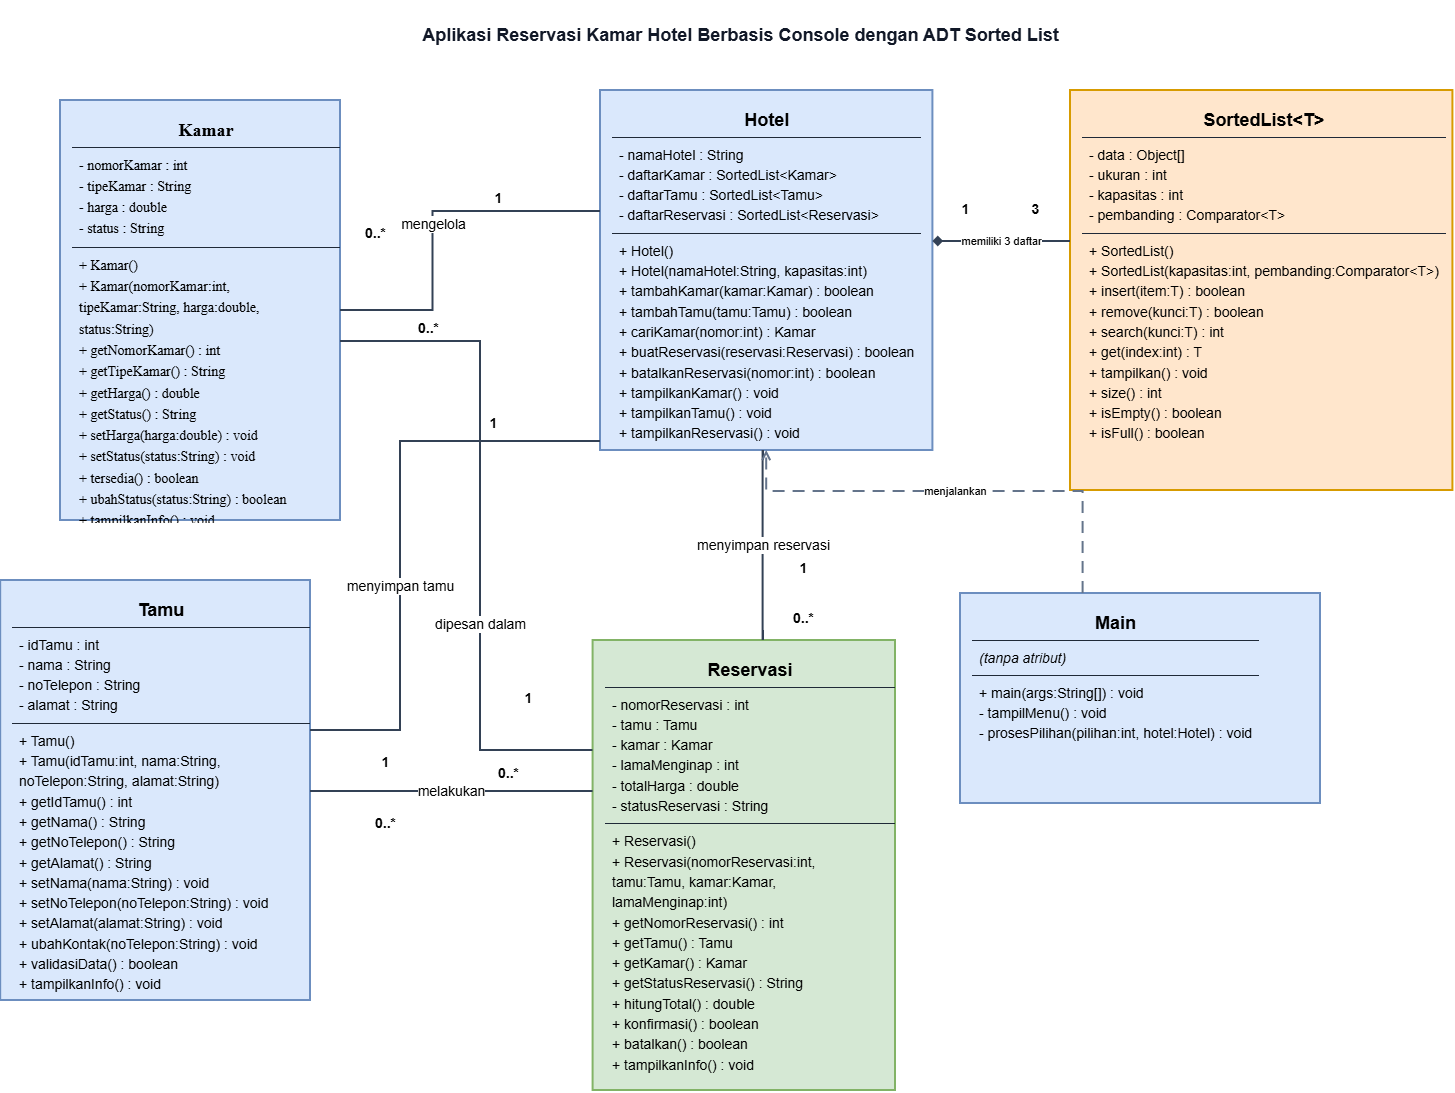 Aplikasi Reservasi Kamar Hotel Berbasis Console dengan ADT Sorted List
Kamar
- nomorKamar : int
- tipeKamar : String
- harga : double
- status : String
+ Kamar()
+ Kamar(nomorKamar:int,
tipeKamar:String, harga:double,
status:String)
+ getNomorKamar() : int
+ getTipeKamar() : String
+ getHarga() : double
+ getStatus() : String
+ setHarga(harga:double) : void
+ setStatus(status:String) : void
+ tersedia() : boolean
+ ubahStatus(status:String) : boolean
+ tampilkanInfo() : void
0..*
mengelola
1
0..*
Hotel
- namaHotel : String
- daftarKamar : SortedList<Kamar>
- daftarTamu : SortedList<Tamu>
- daftarReservasi : SortedList<Reservasi>
+ Hotel()
+ Hotel(namaHotel:String, kapasitas:int)
+ tambahKamar(kamar:Kamar) : boolean
+ tambahTamu(tamu:Tamu) : boolean
+ cariKamar(nomor:int) : Kamar
+ buatReservasi(reservasi:Reservasi) : boolean
+ batalkanReservasi(nomor:int) : boolean
+ tampilkanKamar() : void
+ tampilkanTamu() : void
+ tampilkanReservasi() : void
1
3
memiliki 3 daftar
SortedList<T>
- data : Object[]
- ukuran : int
- kapasitas : int
- pembanding : Comparator<T>
+ SortedList()
+ SortedList(kapasitas:int, pembanding:Comparator<T>)
+ insert(item:T) : boolean
+ remove(kunci:T) : boolean
+ search(kunci:T) : int
+ get(index:int) : T
+ tampilkan() : void
+ size() : int
+ isEmpty() : boolean
+ isFull() : boolean
1
menjalankan
menyimpan reservasi
1
0..*
menyimpan tamu
dipesan dalam
1
Tamu
- idTamu : int
- nama : String
- noTelepon : String
- alamat : String
+ Tamu()
+ Tamu(idTamu:int, nama:String,
noTelepon:String, alamat:String)
+ getIdTamu() : int
+ getNama() : String
+ getNoTelepon() : String
+ getAlamat() : String
+ setNama(nama:String) : void
+ setNoTelepon(noTelepon:String) : void
+ setAlamat(alamat:String) : void
+ ubahKontak(noTelepon:String) : void
+ validasiData() : boolean
+ tampilkanInfo() : void
1
0..*
melakukan
0..*
Reservasi
- nomorReservasi : int
- tamu : Tamu
- kamar : Kamar
- lamaMenginap : int
- totalHarga : double
- statusReservasi : String
+ Reservasi()
+ Reservasi(nomorReservasi:int,
tamu:Tamu, kamar:Kamar,
lamaMenginap:int)
+ getNomorReservasi() : int
+ getTamu() : Tamu
+ getKamar() : Kamar
+ getStatusReservasi() : String
+ hitungTotal() : double
+ konfirmasi() : boolean
+ batalkan() : boolean
+ tampilkanInfo() : void
Main
(tanpa atribut)
+ main(args:String[]) : void
- tampilMenu() : void
- prosesPilihan(pilihan:int, hotel:Hotel) : void